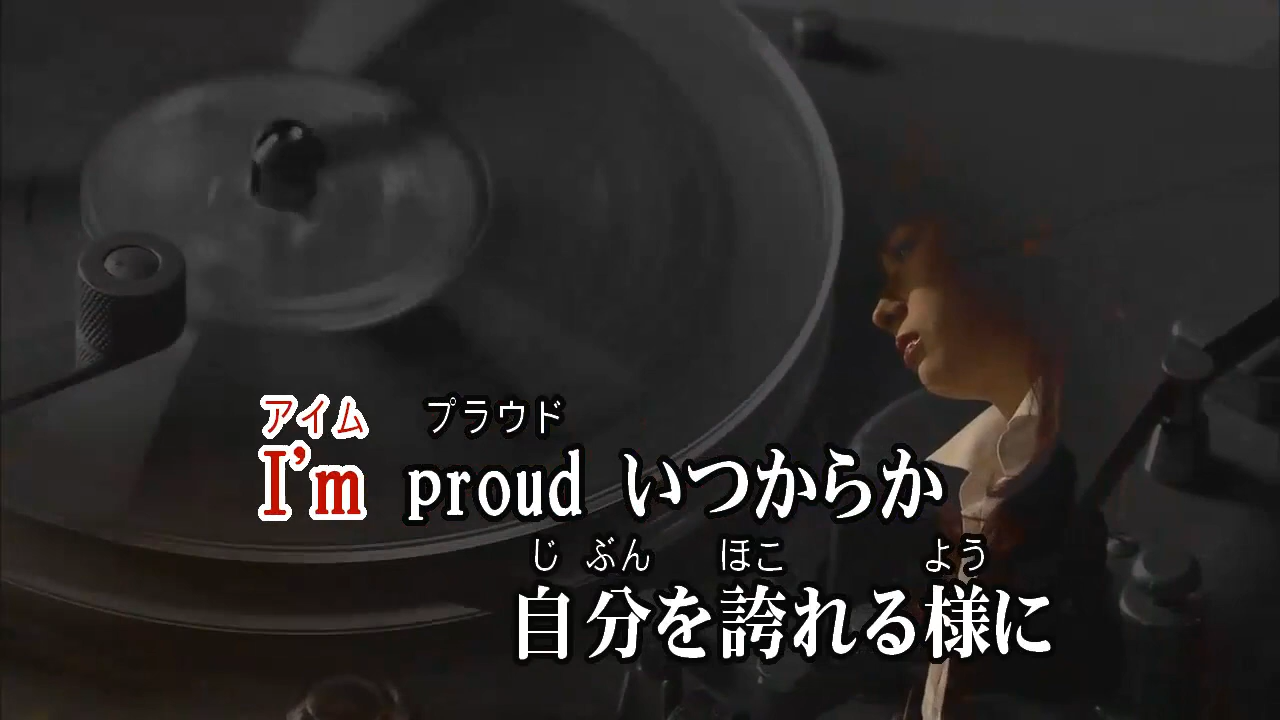 アイム プラウド
I'm proud いつからか
じ ぶん ほこ よう
自分を誇れる様に